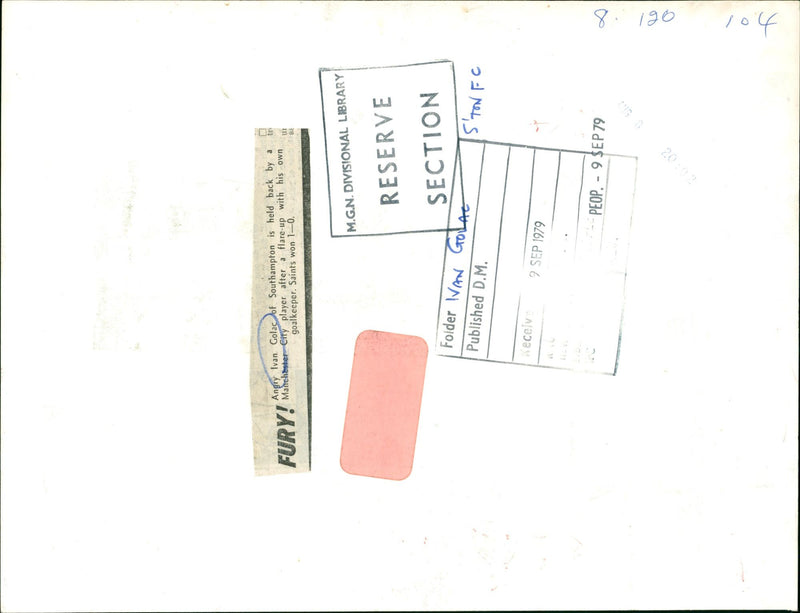 8. 120 104
M.G.N. DIVISIONAL LIBRARY
RESERVE
SECTION
S'TON FC
Folder IVAN GOLAC
Published D.M.
Receive
9 SEP 1979
PEOP. - 9 SEP 79
FURY!
Angry Ivan Golac of Southampton is held back by a
Manchester City player after a flare-up with his own
goalkeeper. Saints won 1—0.